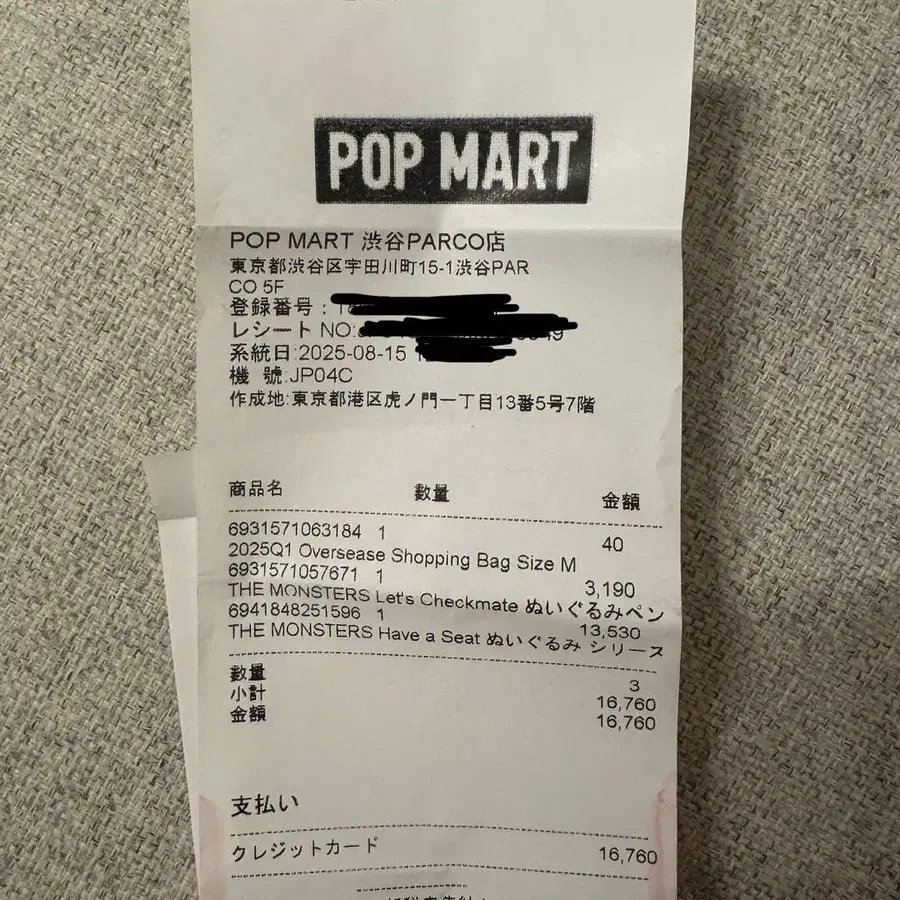 POP MART
POP MART 渋谷PARCO店
東京都渋谷区宇田川町15-1渋谷PAR
CO 5F
登録番号:
レシート NO:
系統日:2025-08-15
機 號:JP04C
作成地:東京都港区虎ノ門一丁目13番5号7階
商品名 数量 金額
6931571063184 1 40
2025Q1 Oversease Shopping Bag Size M
6931571057671 1 3,190
THE MONSTERS Let's Checkmate ぬいぐるみペン
6941848251596 1 13,530
THE MONSTERS Have a Seat ぬいぐるみ シリーズ
数量 3
小計 16,760
金額 16,760
支払い
クレジットカード 16,760